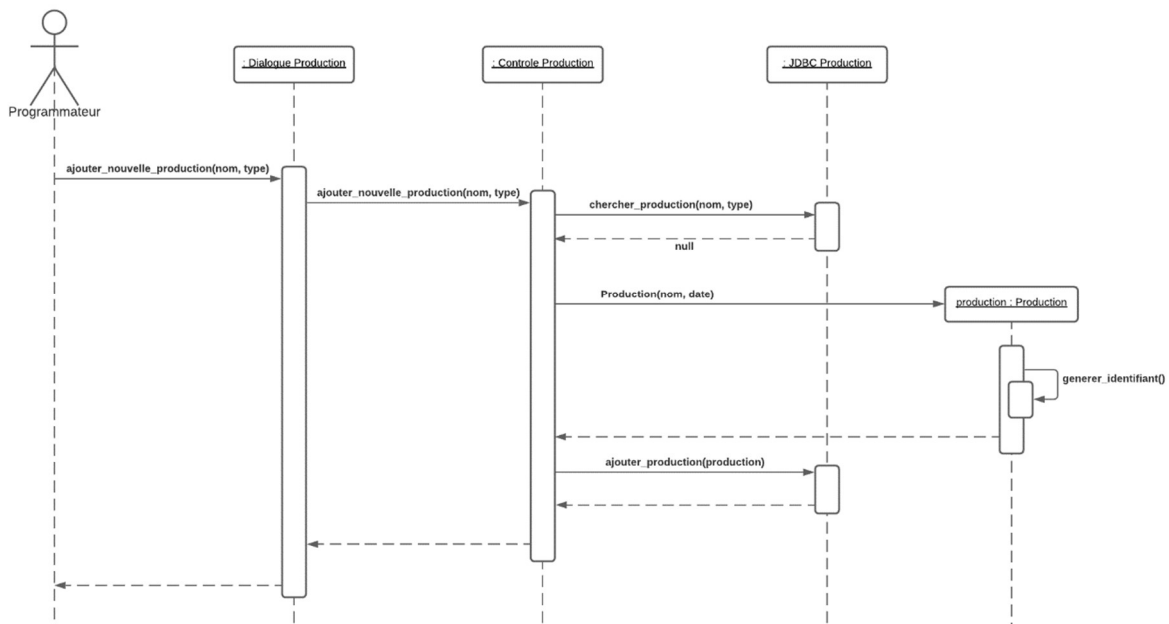 : Dialogue Production
: Controle Production
: JDBC Production
Programmateur
ajouter_nouvelle_production(nom, type)
ajouter_nouvelle_production(nom, type)
chercher_production(nom, type)
null
Production(nom, date)
production : Production
generer_identifiant()
ajouter_production(production)